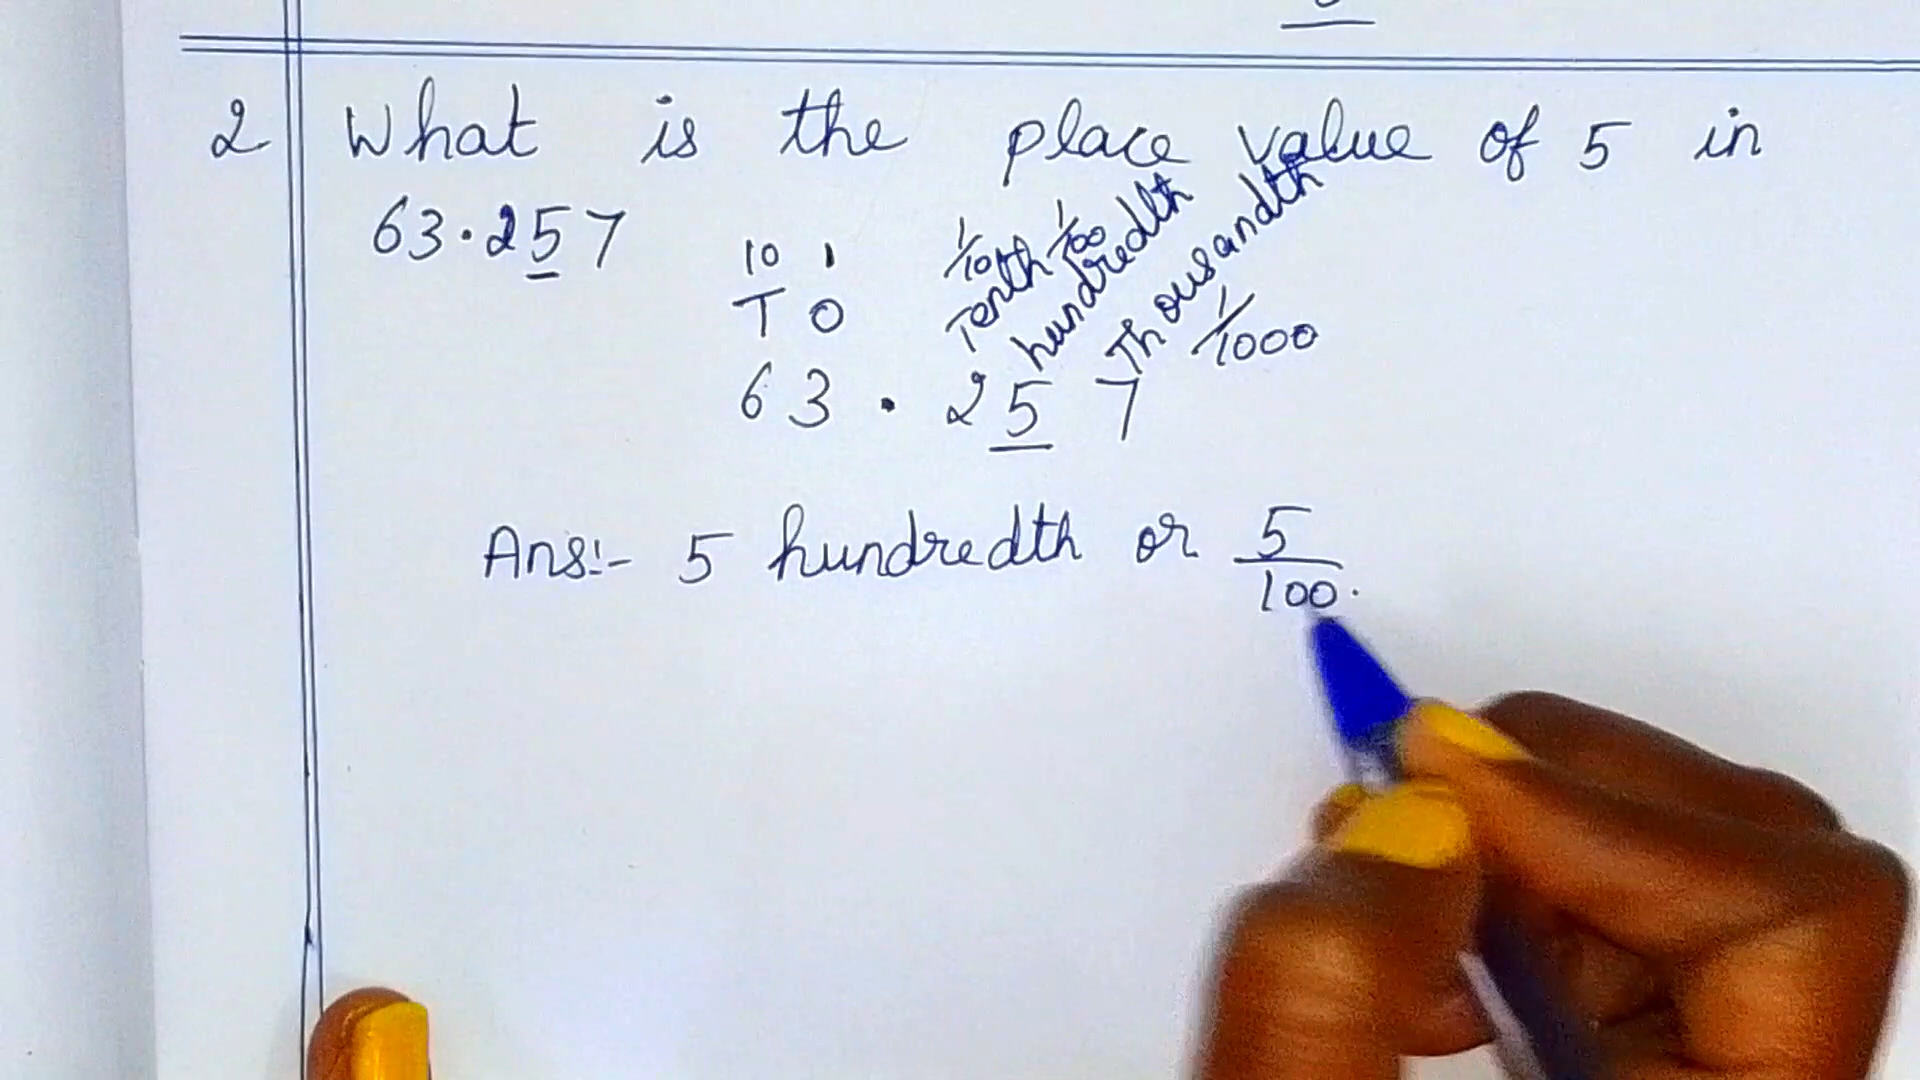 2 What is the place value of 5 in
63.257
10 1 1/10 1/100
T O Tenth hundredth Thousandth 1/1000
63.257
Ans:- 5 hundredth or 5/100.